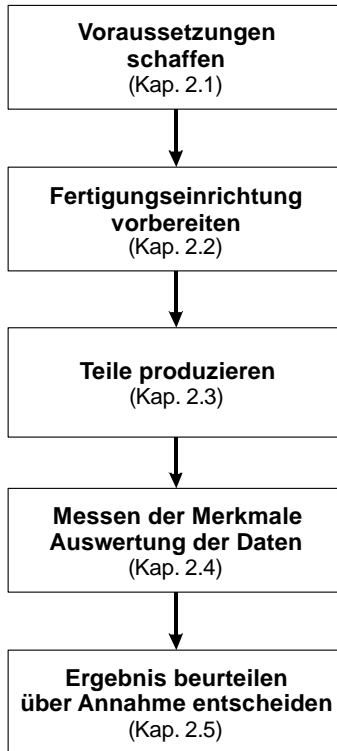 Voraussetzungen
schaffen
(Kap. 2.1)
Fertigungseinrichtung
vorbereiten
(Kap. 2.2)
Teile produzieren
(Kap. 2.3)
Messen der Merkmale
Auswertung der Daten
(Kap. 2.4)
Ergebnis beurteilen
über Annahme entscheiden
(Kap. 2.5)